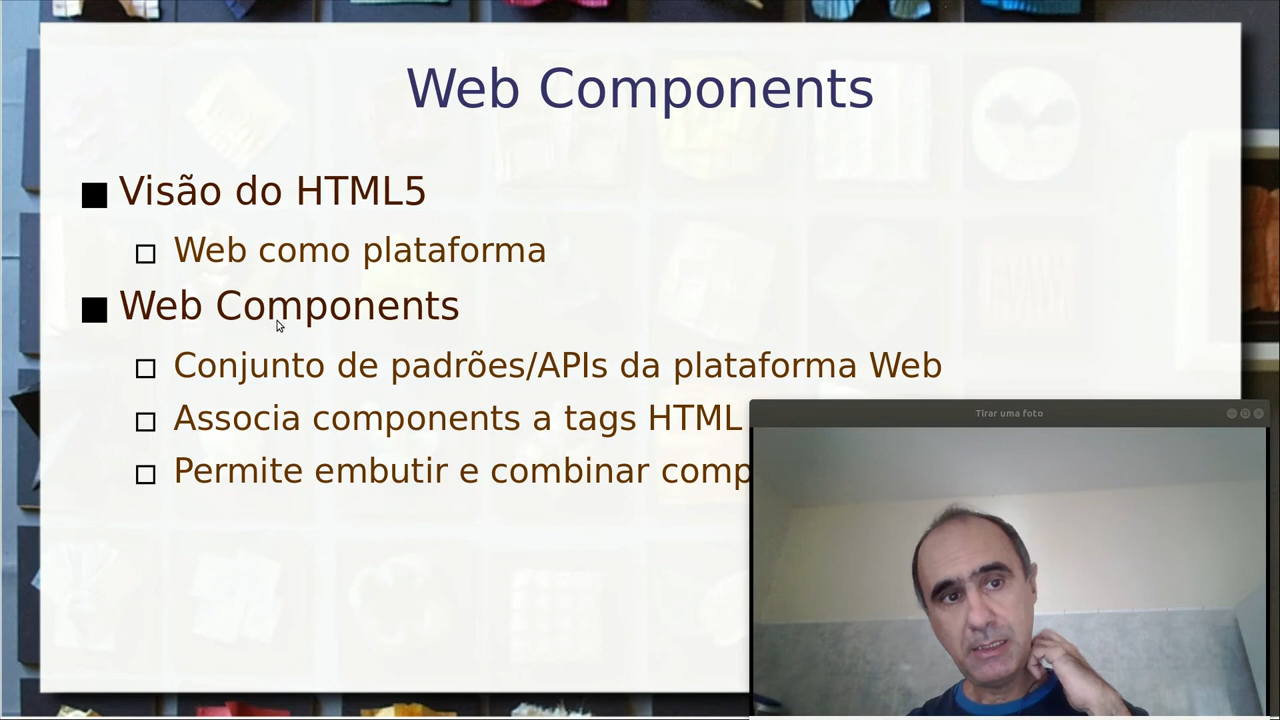 Web Components
Visão do HTML5
Web como plataforma
Web Components
Conjunto de padrões/APIs da plataforma Web
Associa components a tags HTML
Permite embutir e combinar
Tirar uma foto